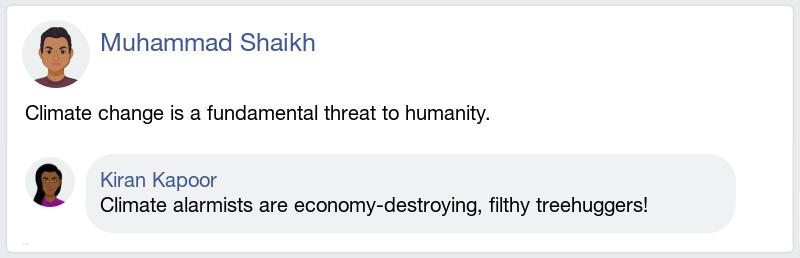 Muhammad Shaikh
Climate change is a fundamental threat to humanity.
Kiran Kapoor
Climate alarmists are economy-destroying, filthy treehuggers!